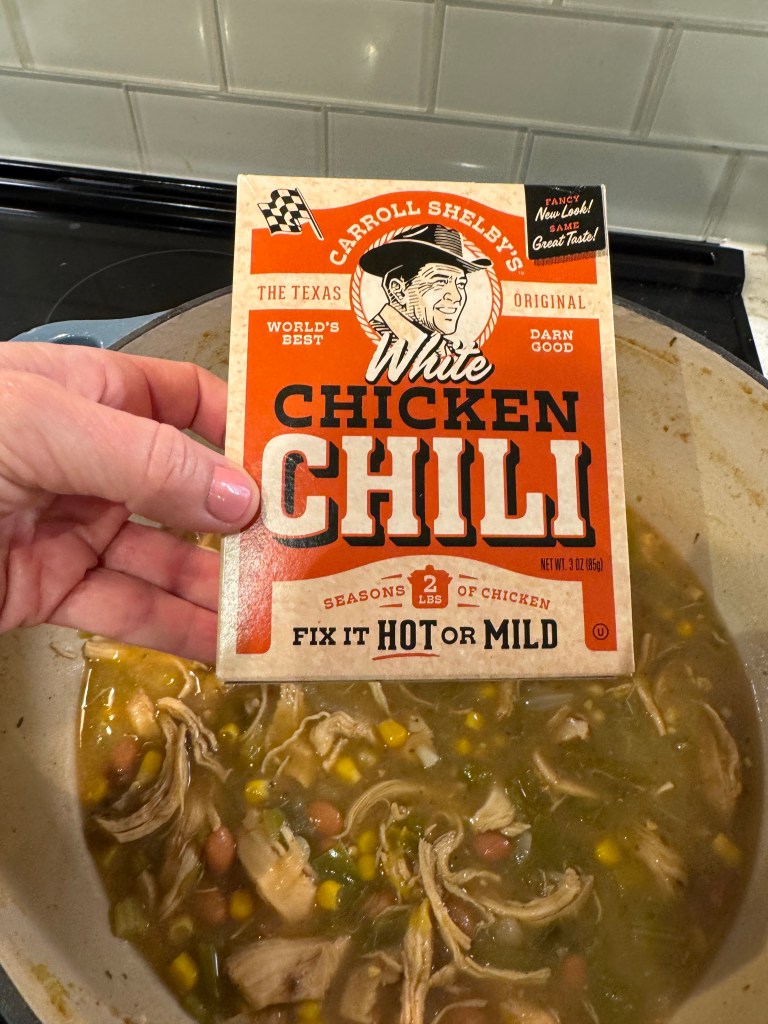 FANCY
New Look!
SAME
Great Taste!
CARROLL SHELBY'S™
THE TEXAS ORIGINAL
WORLD'S BEST
DARN GOOD
White
CHICKEN
CHILI
NET WT. 3 OZ (85g)
SEASONS 2 LBS OF CHICKEN
FIX IT HOT OR MILD
U